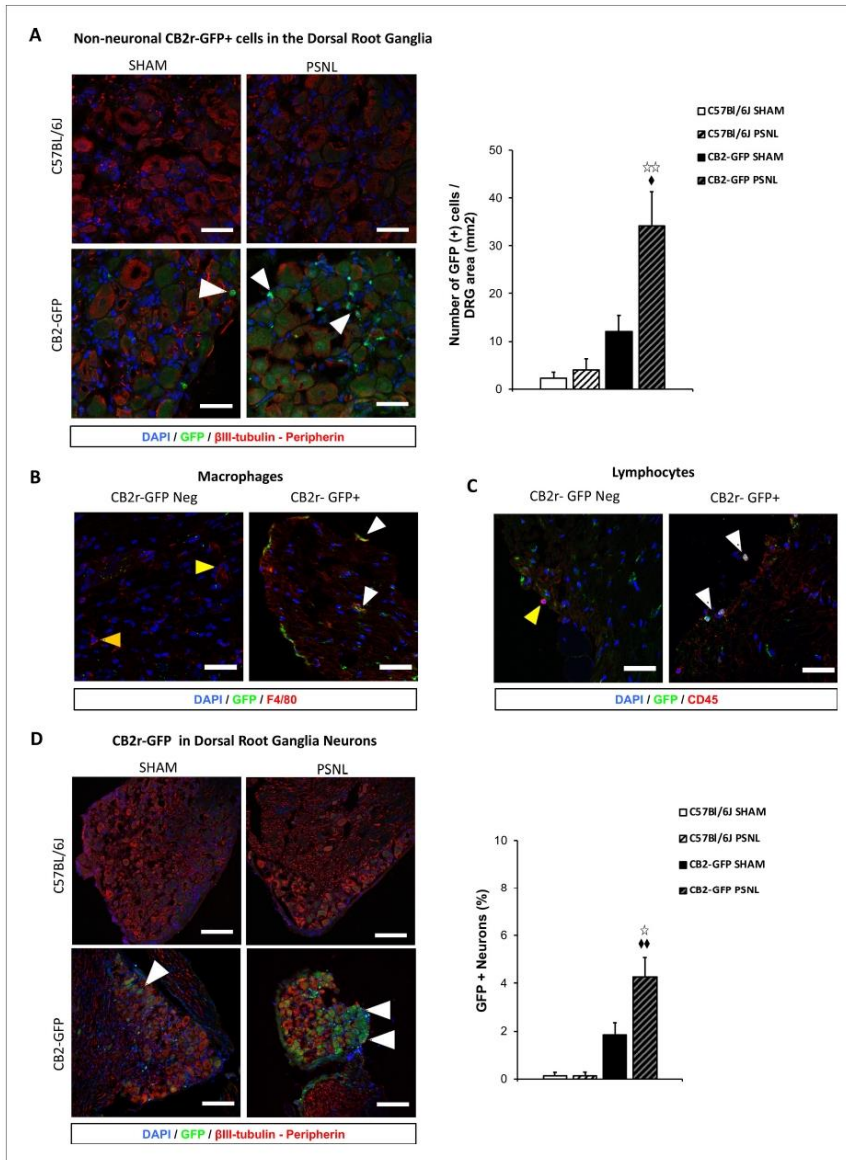 A Non-neuronal CB2r-GFP+ cells in the Dorsal Root Ganglia
SHAM
PSNL
C57BL/6J
CB2-GFP
DAPI / GFP / βIII-tubulin - Peripherin
C57Bl/6J SHAM
C57Bl/6J PSNL
CB2-GFP SHAM
CB2-GFP PSNL
Number of GFP (+) cells /
DRG area (mm2)
50
40
30
20
10
0
☆☆
♦
B Macrophages
CB2r-GFP Neg
CB2r- GFP+
DAPI / GFP / F4/80
Lymphocytes
C
CB2r- GFP Neg
CB2r- GFP+
DAPI / GFP / CD45
D CB2r-GFP in Dorsal Root Ganglia Neurons
SHAM
PSNL
C57BL/6J
CB2-GFP
DAPI / GFP / βIII-tubulin - Peripherin
C57Bl/6J SHAM
C57Bl/6J PSNL
CB2-GFP SHAM
CB2-GFP PSNL
GFP + Neurons (%)
10
8
6
4
2
0
☆
♦♦